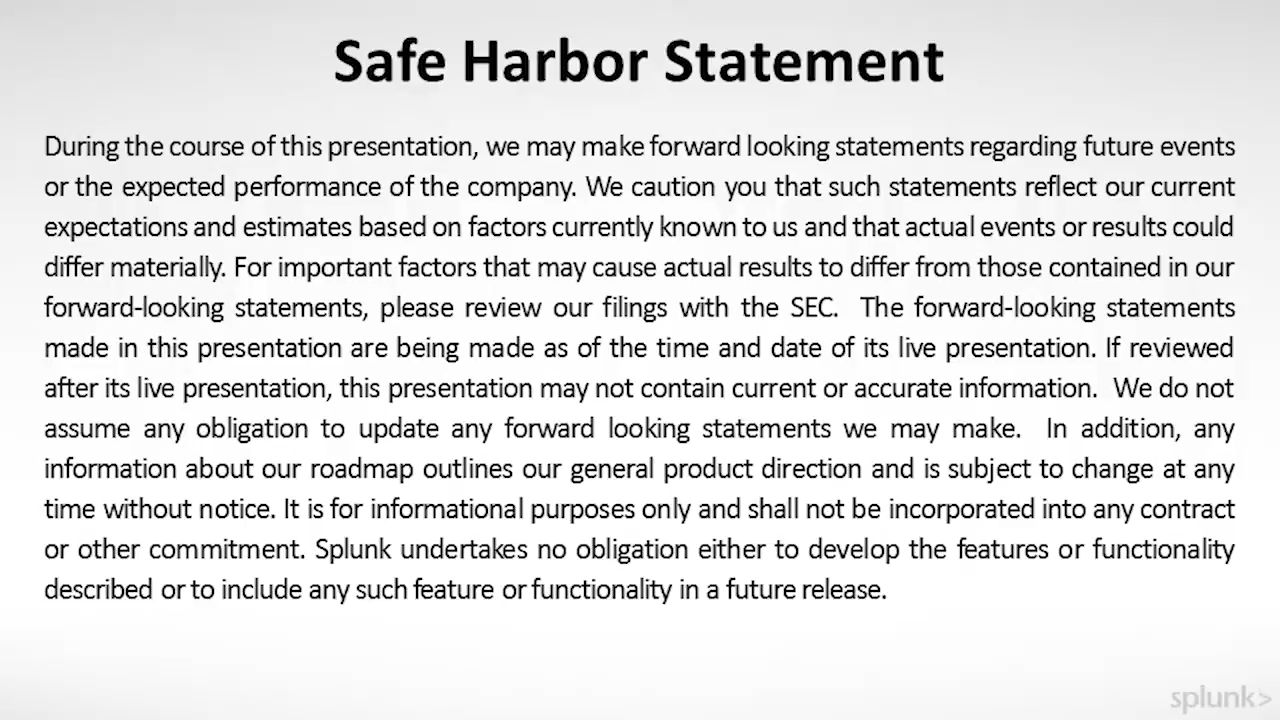 Safe Harbor Statement
During the course of this presentation, we may make forward looking statements regarding future events
or the expected performance of the company. We caution you that such statements reflect our current
expectations and estimates based on factors currently known to us and that actual events or results could
differ materially. For important factors that may cause actual results to differ from those contained in our
forward-looking statements, please review our filings with the SEC.  The forward-looking statements
made in this presentation are being made as of the time and date of its live presentation. If reviewed
after its live presentation, this presentation may not contain current or accurate information.  We do not
assume any obligation to update any forward looking statements we may make.  In addition, any
information about our roadmap outlines our general product direction and is subject to change at any
time without notice. It is for informational purposes only and shall not be incorporated into any contract
or other commitment. Splunk undertakes no obligation either to develop the features or functionality
described or to include any such feature or functionality in a future release.
splunk>